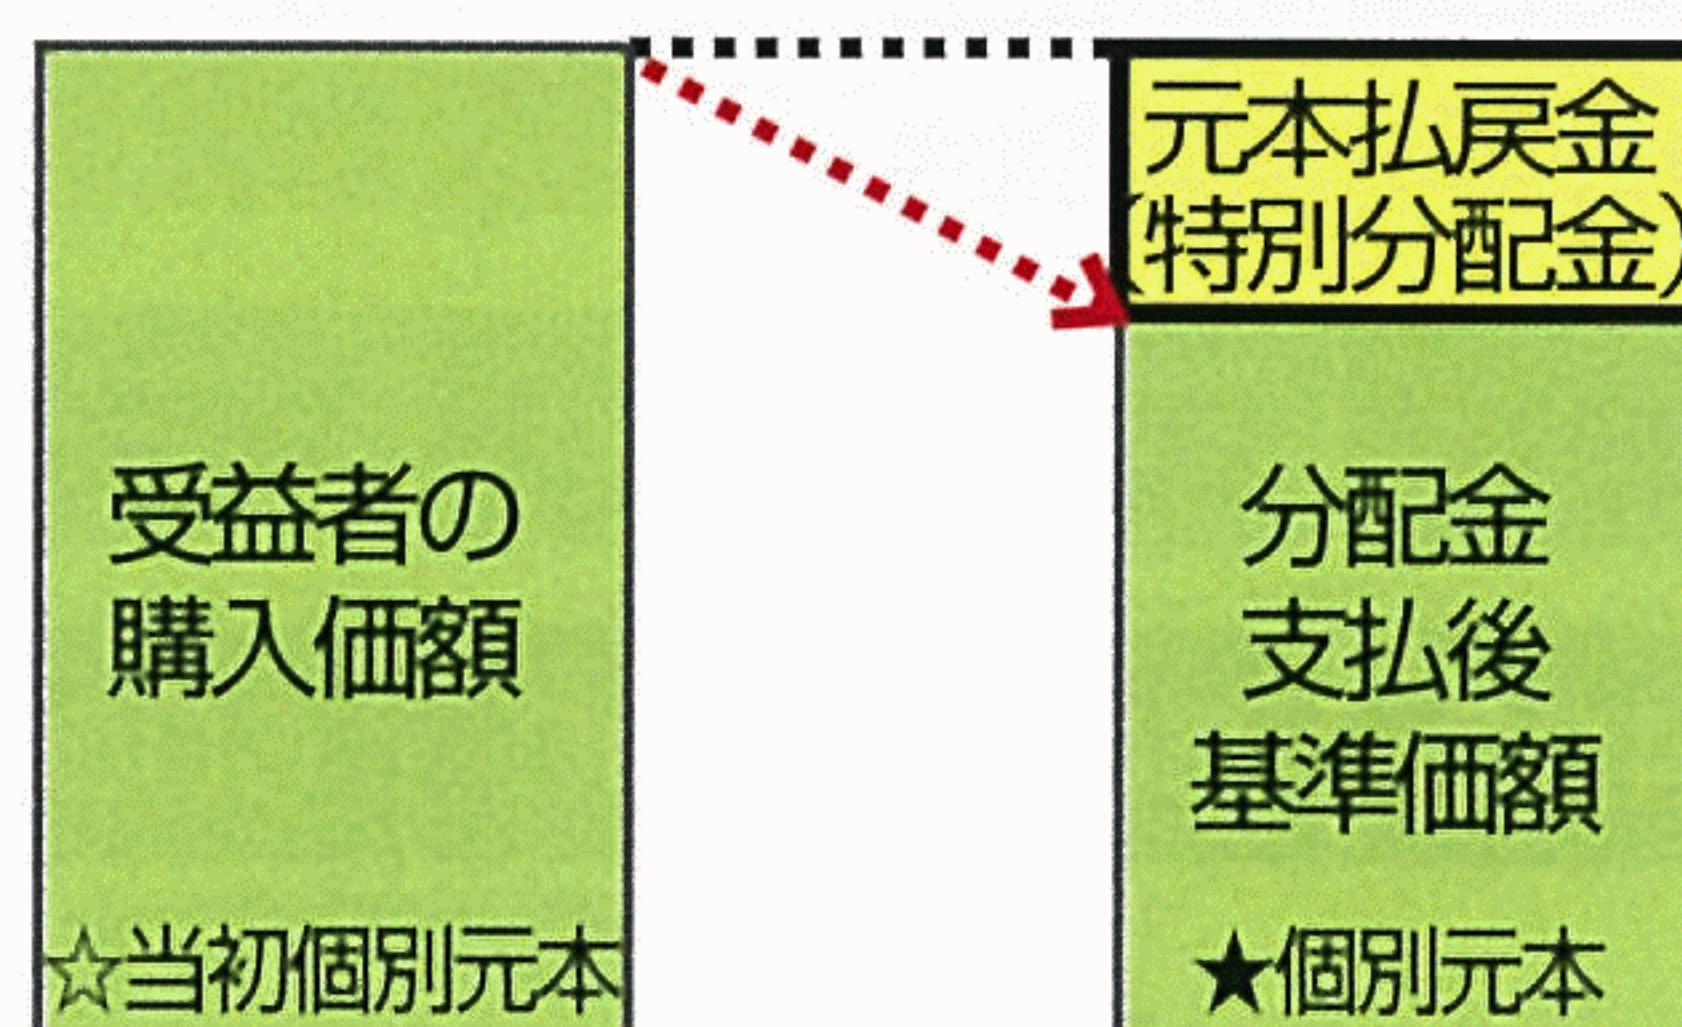 元本払戻金
(特別分配金)
受益者の
購入価額
☆当初個別元本
分配金
支払後
基準価額
★個別元本